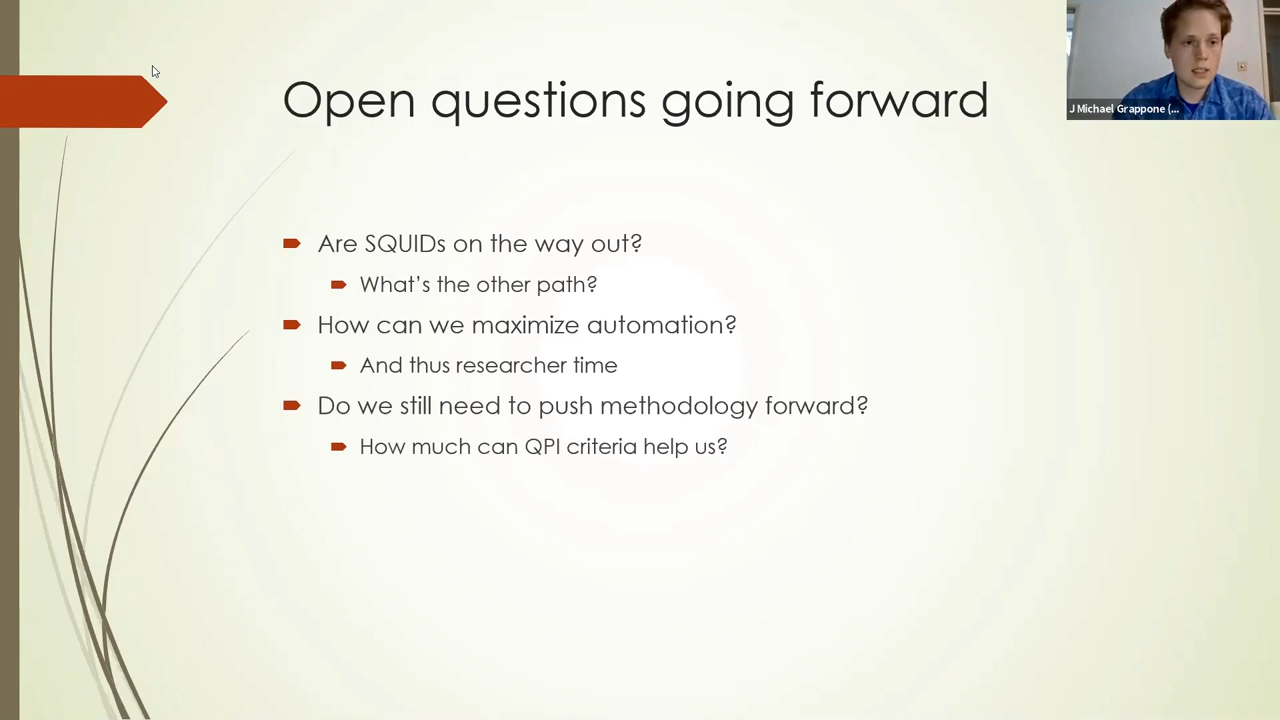 Open questions going forward
J Michael Grappone (...
Are SQUIDs on the way out?
What's the other path?
How can we maximize automation?
And thus researcher time
Do we still need to push methodology forward?
How much can QPI criteria help us?